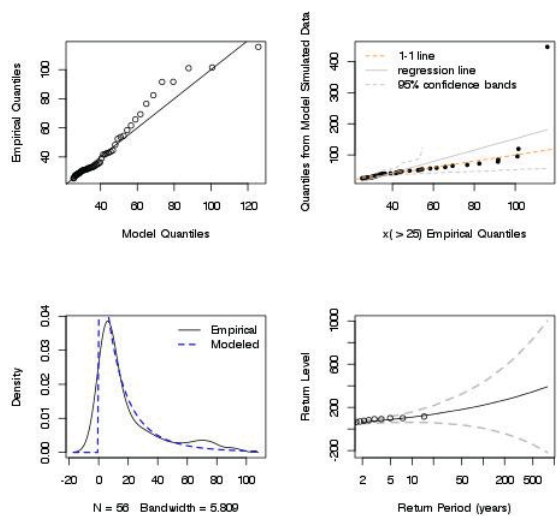 Empirical Quantiles
40 60 80 100
20 40 60 80 100 120
Model Quantiles
Quantiles from Model Simulated Data
100 200 300 400
1-1 line
regression line
95% confidence bands
40 60 80 100
x( > 25) Empirical Quantiles
Density
0.00 0.01 0.02 0.03 0.04
Empirical
Modeled
-20 0 20 40 60 80 100
N = 56 Bandwidth = 5.809
Return Level
-200 200 600 1000
2 5 10 50 200 500
Return Period (years)